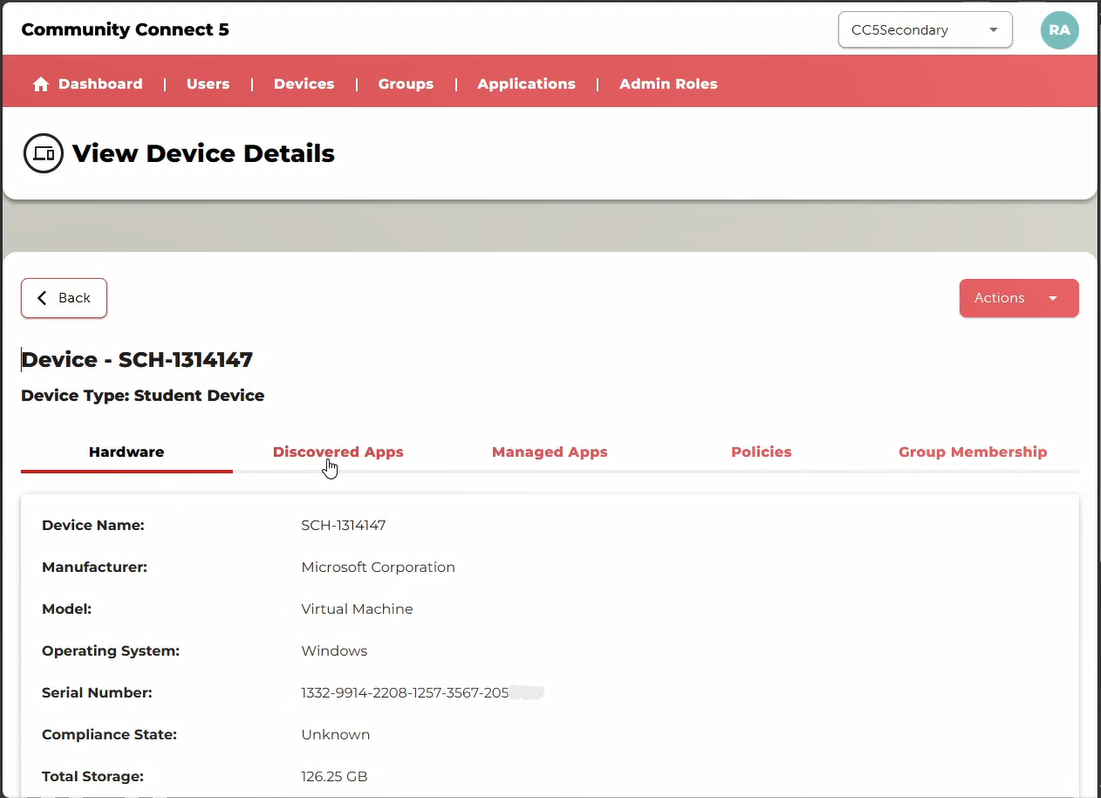 Community Connect 5
CC5Secondary
RA
Dashboard | Users | Devices | Groups | Applications | Admin Roles
View Device Details
Back
Actions
Device - SCH-1314147
Device Type: Student Device
Hardware Discovered Apps Managed Apps Policies Group Membership
Device Name: SCH-1314147
Manufacturer: Microsoft Corporation
Model: Virtual Machine
Operating System: Windows
Serial Number: 1332-9914-2208-1257-3567-205
Compliance State: Unknown
Total Storage: 126.25 GB